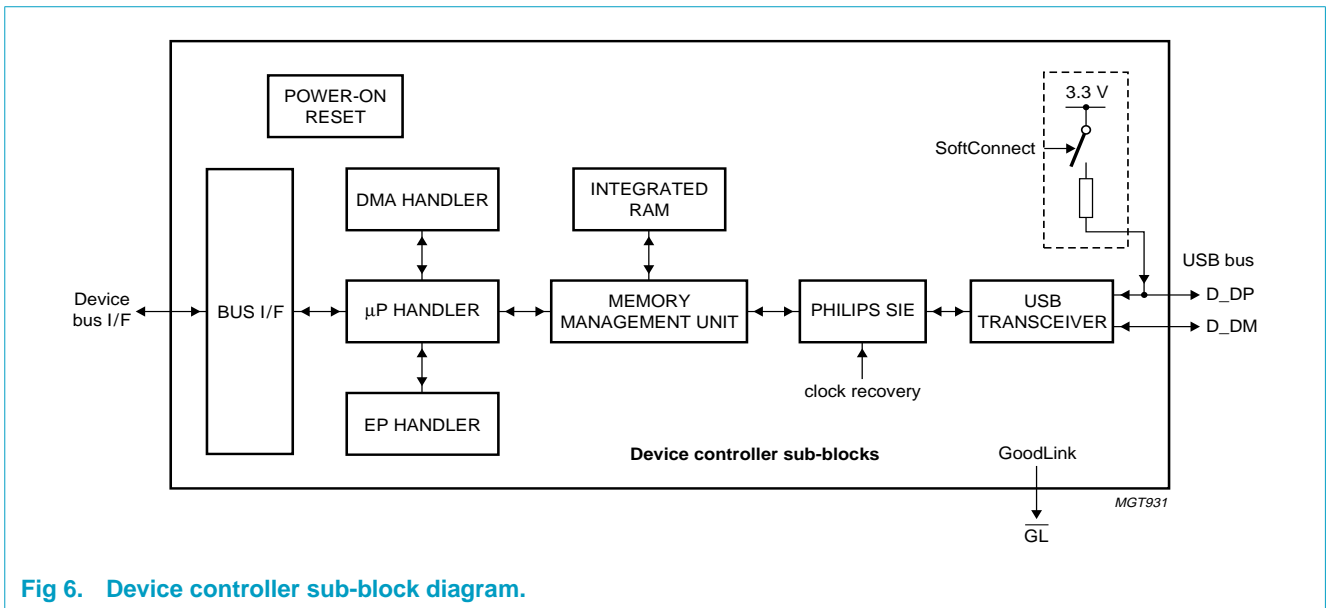 POWER-ON
RESET
3.3 V
SoftConnect
DMA HANDLER
INTEGRATED
RAM
USB bus
Device
bus I/F
BUS I/F
μP HANDLER
MEMORY
MANAGEMENT UNIT
PHILIPS SIE
USB
TRANSCEIVER
D_DP
D_DM
clock recovery
EP HANDLER
Device controller sub-blocks
GoodLink
MGT931
GL
Fig 6. Device controller sub-block diagram.